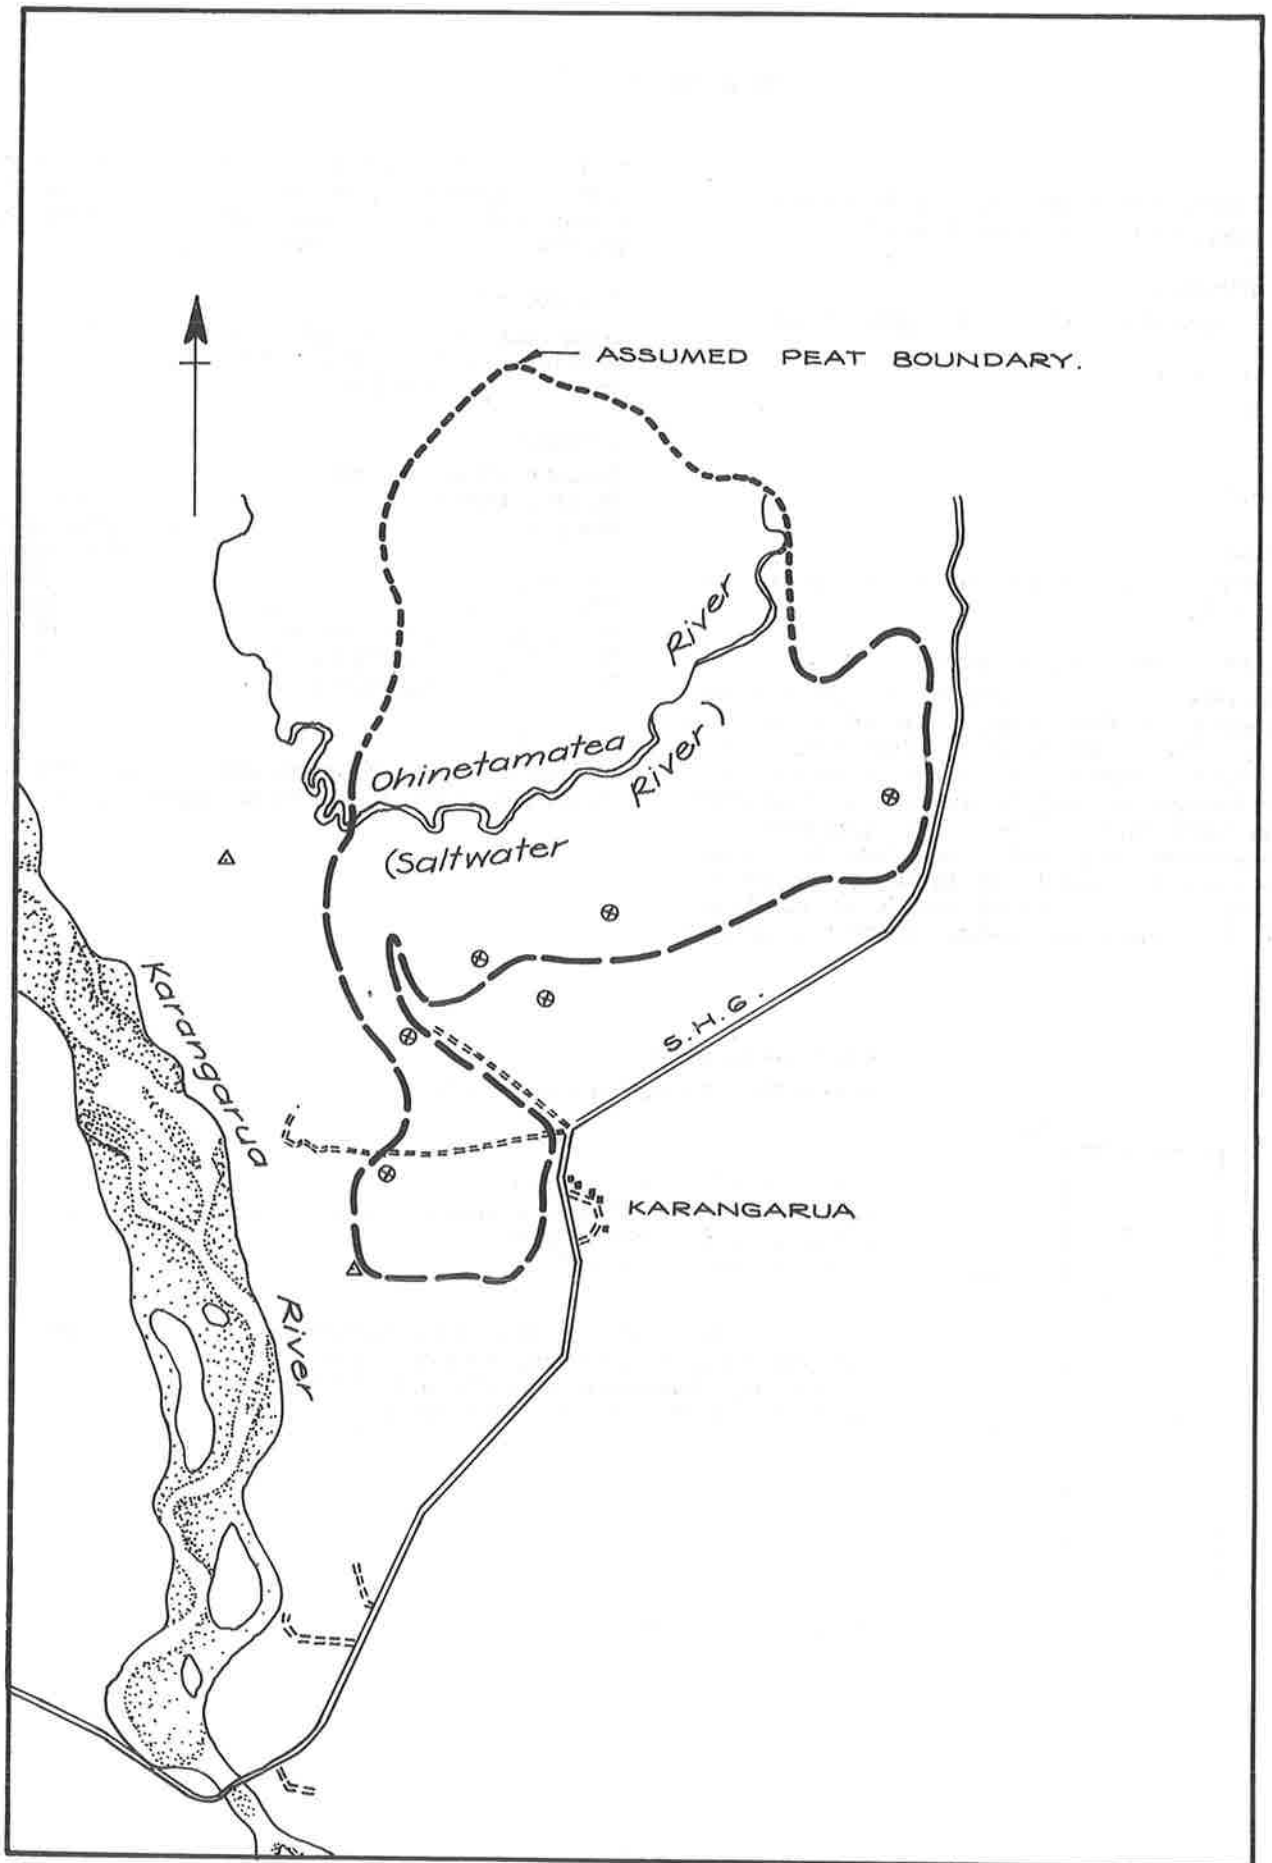 ASSUMED PEAT BOUNDARY.
Ohinetamatea River
(Saltwater River)
S.H.6.
Karangarua River
KARANGARUA